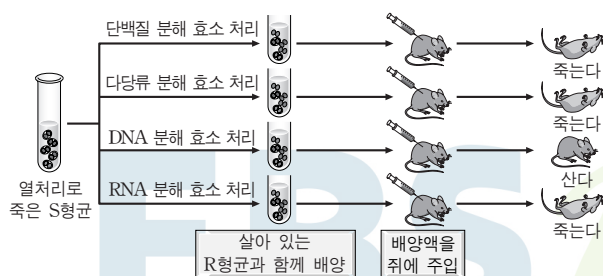 단백질 분해 효소 처리
죽는다
다당류 분해 효소 처리
죽는다
DNA 분해 효소 처리
산다
RNA 분해 효소 처리
죽는다
열처리로
죽은 S형균
살아 있는
R형균과 함께 배양
배양액을
쥐에 주입
EBS